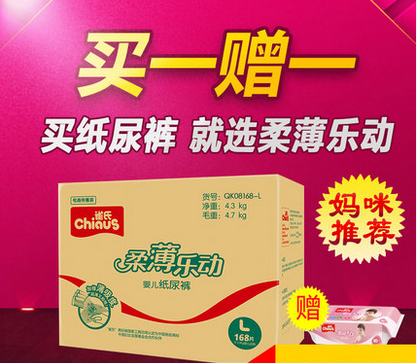 买一赠一
买纸尿裤 就选柔薄乐动
货号：QK08168-L
净重：4.3 kg
毛重：4.7 kg
雀氏
Chiaus
柔薄乐动
婴儿纸尿裤
L
168片
妈咪
推荐
赠